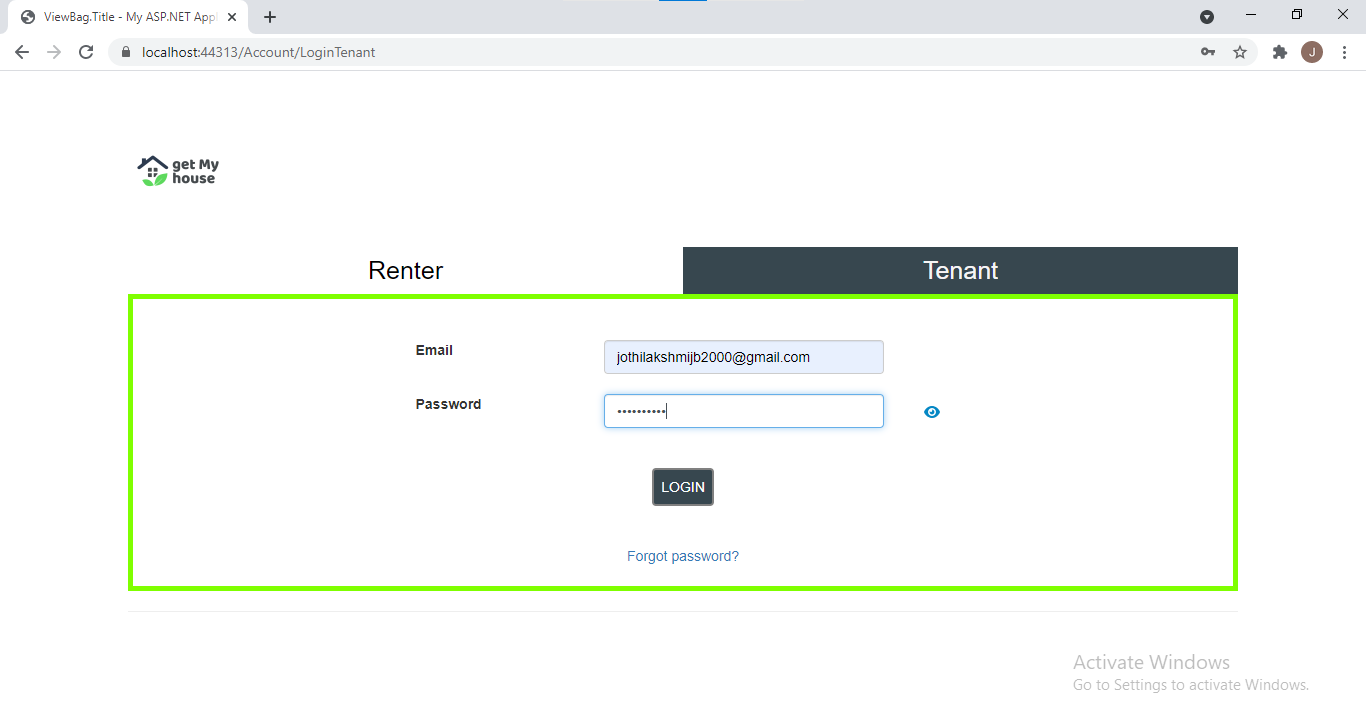 ViewBag.Title - My ASP.NET Appl
localhost:44313/Account/LoginTenant
J
get My
house
Renter
Tenant
Email
jothilakshmijb2000@gmail.com
Password
••••••••••
LOGIN
Forgot password?
Activate Windows
Go to Settings to activate Windows.